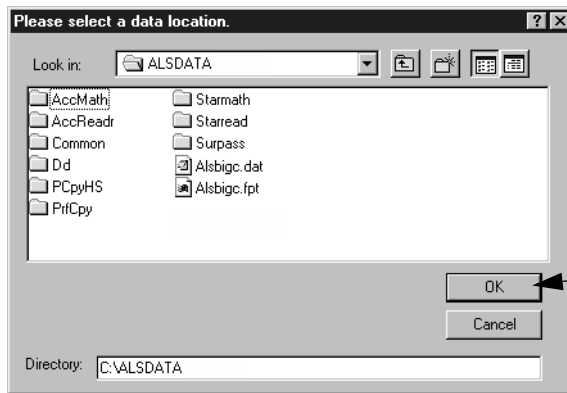 Please select a data location.
Look in: ALSDATA
AccMath
AccReadr
Common
Dd
PCpyHS
PrfCpy
Starmath
Starread
Surpass
Alsbigc.dat
Alsbigc.fpt
OK
Cancel
Directory: C:\ALSDATA